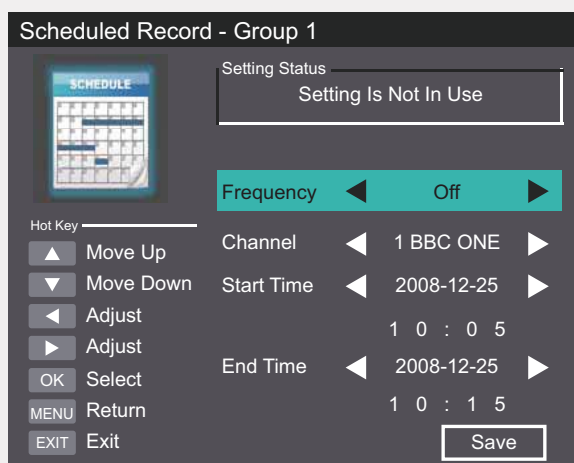 Scheduled Record - Group 1
SCHEDULE
Setting Status
Setting Is Not In Use
Frequency Off
Channel 1 BBC ONE
Start Time 2008-12-25
1 0 : 0 5
End Time 2008-12-25
1 0 : 1 5
Save
Hot Key
Move Up
Move Down
Adjust
Adjust
OK Select
MENU Return
EXIT Exit